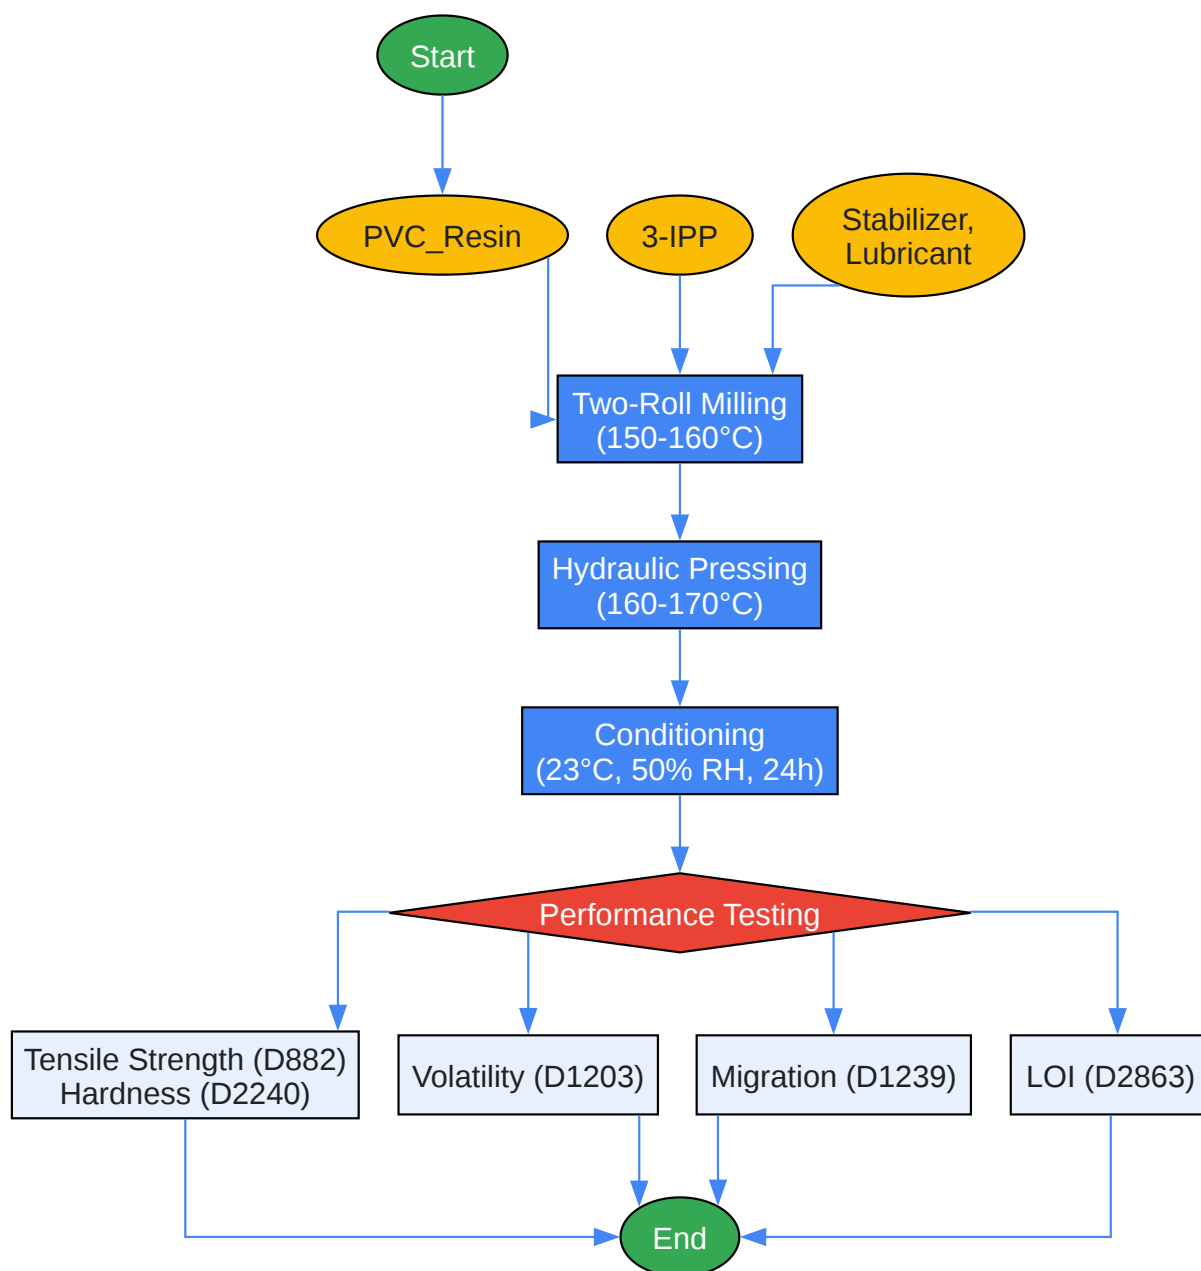 Start
PVC_Resin
3-IPP
Stabilizer,
Lubricant
Two-Roll Milling
(150-160°C)
Hydraulic Pressing
(160-170°C)
Conditioning
(23°C, 50% RH, 24h)
Performance Testing
Tensile Strength (D882)
Hardness (D2240)
Volatility (D1203)
Migration (D1239)
LOI (D2863)
End